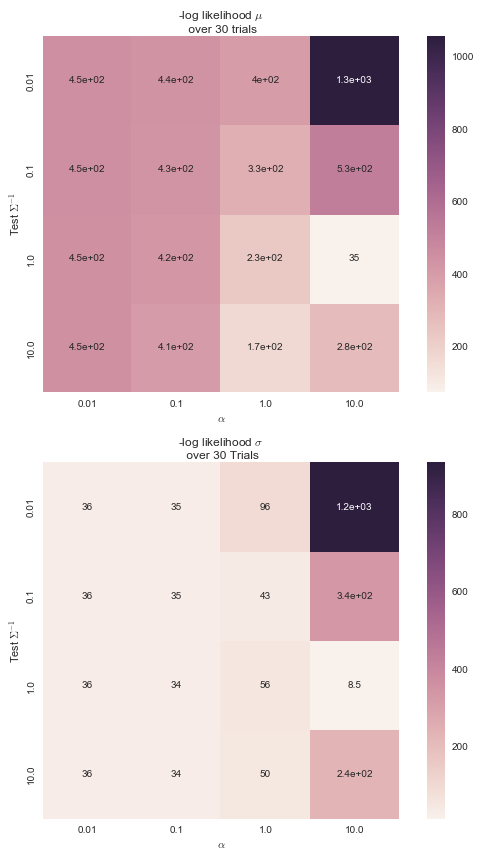 -log likelihood μ
over 30 trials
0.01 4.5e+02 4.4e+02 4e+02 1.3e+03
0.1 4.5e+02 4.3e+02 3.3e+02 5.3e+02
1.0 4.5e+02 4.2e+02 2.3e+02 35
10.0 4.5e+02 4.1e+02 1.7e+02 2.8e+02
Test Σ⁻¹
0.01 0.1 1.0 10.0
α
1000
800
600
400
200
-log likelihood σ
over 30 Trials
0.01 36 35 96 1.2e+03
0.1 36 35 43 3.4e+02
1.0 36 34 56 8.5
10.0 36 34 50 2.4e+02
Test Σ⁻¹
0.01 0.1 1.0 10.0
α
800
600
400
200